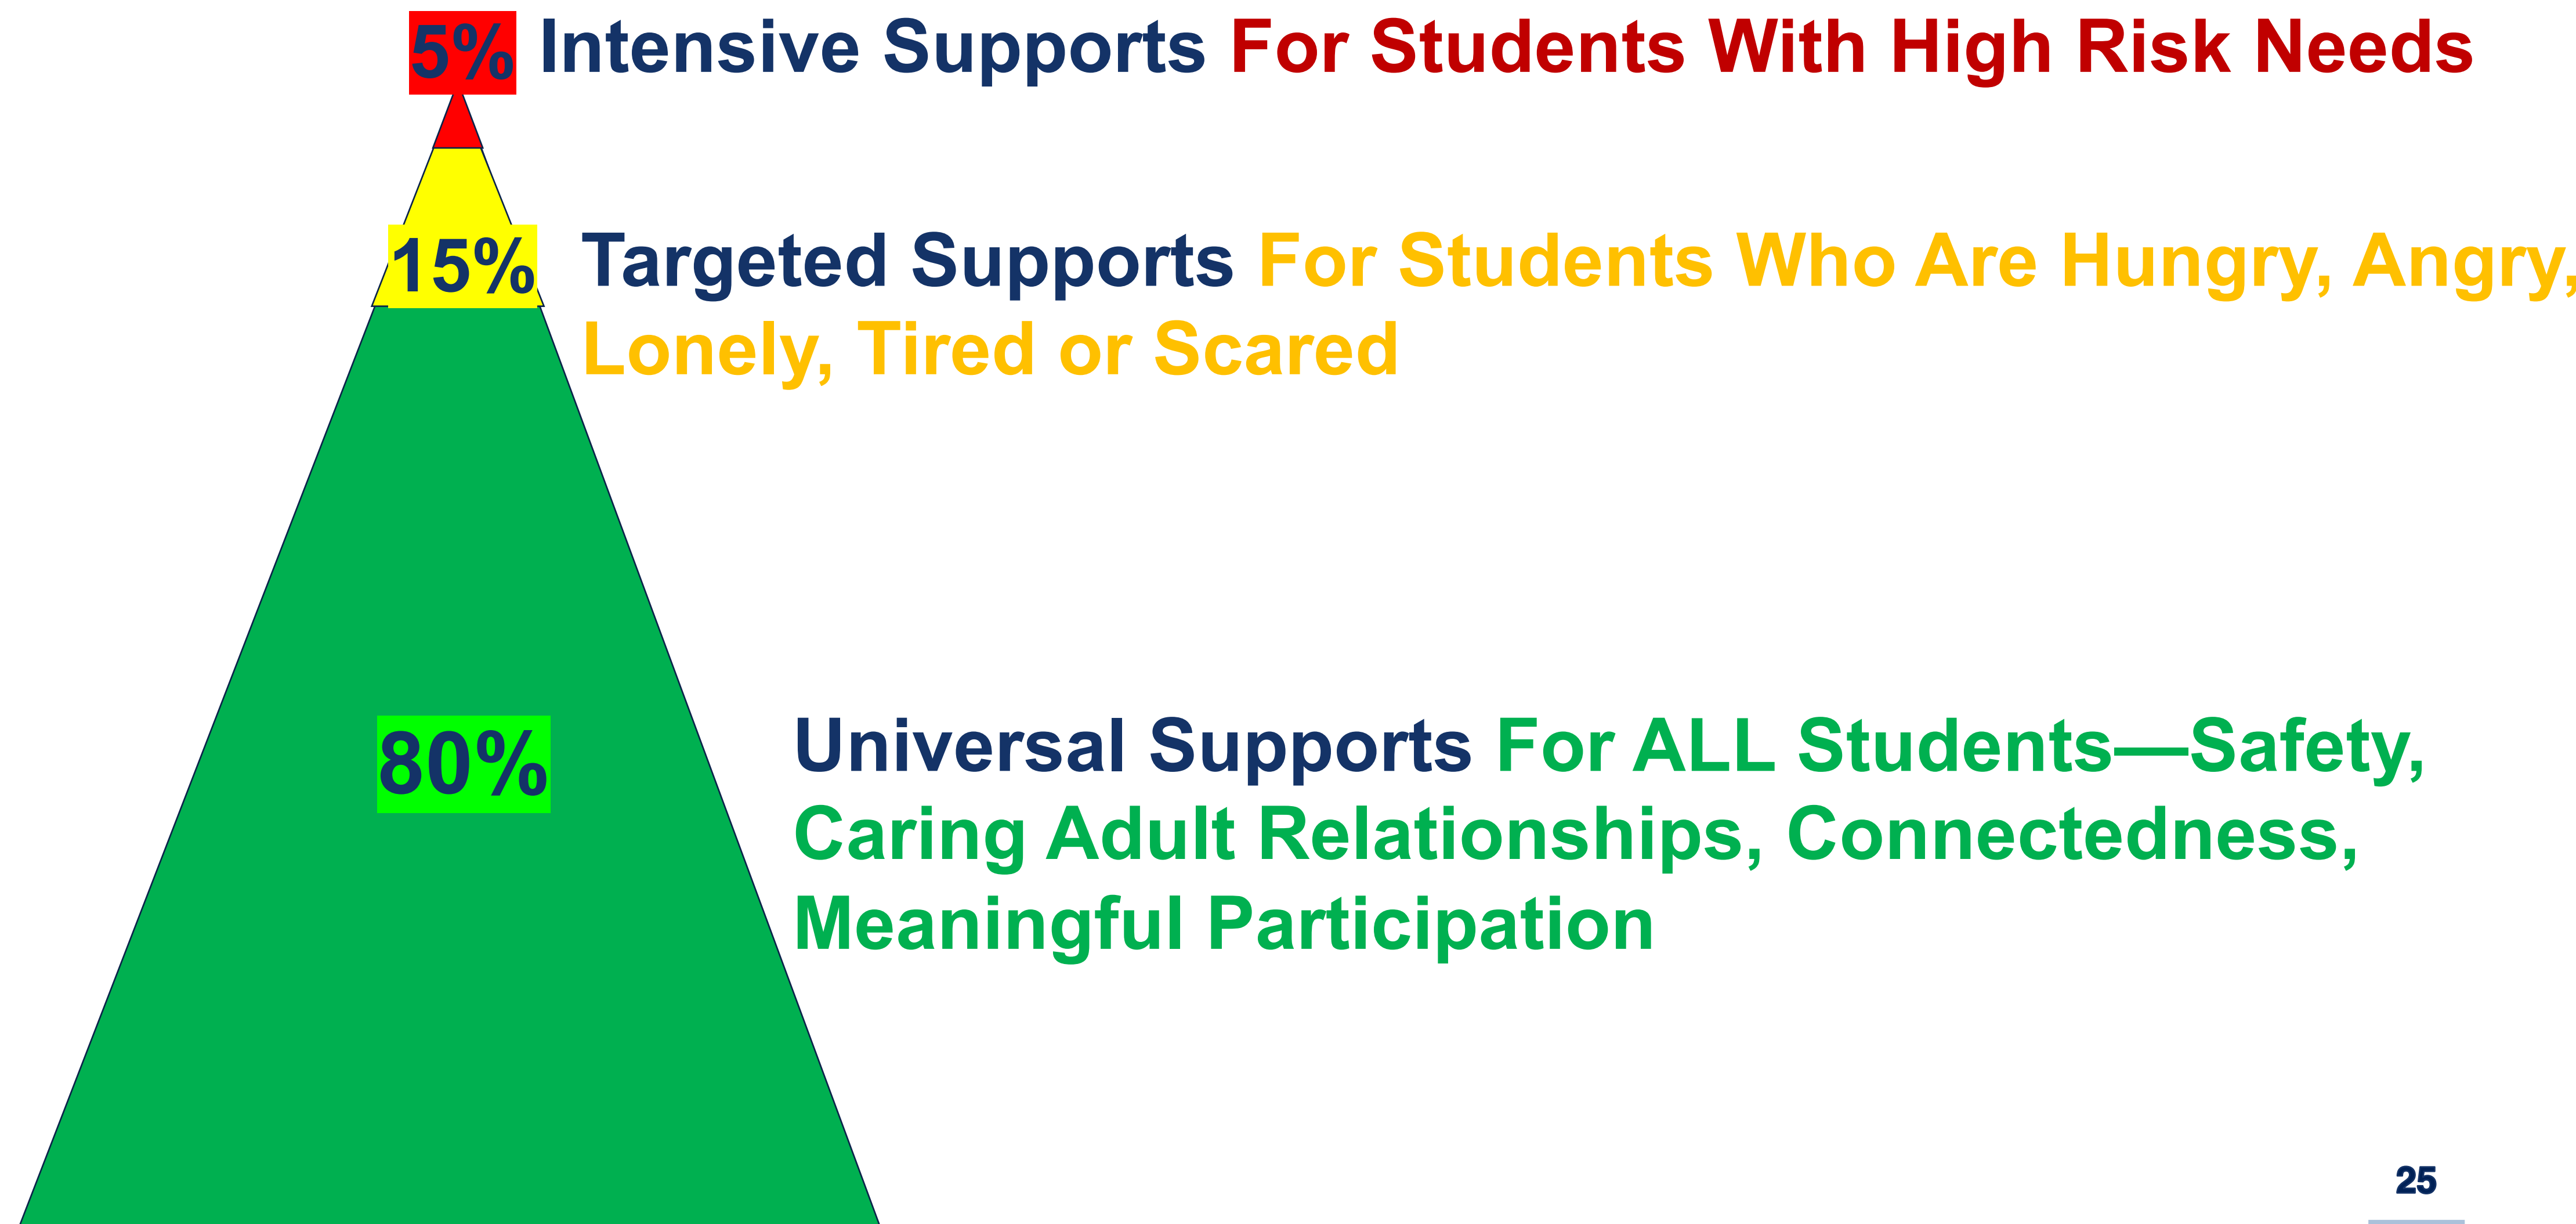 5% Intensive Supports For Students With High Risk Needs
15% Targeted Supports For Students Who Are Hungry, Angry,
Lonely, Tired or Scared
80% Universal Supports For ALL Students—Safety,
Caring Adult Relationships, Connectedness,
Meaningful Participation
25